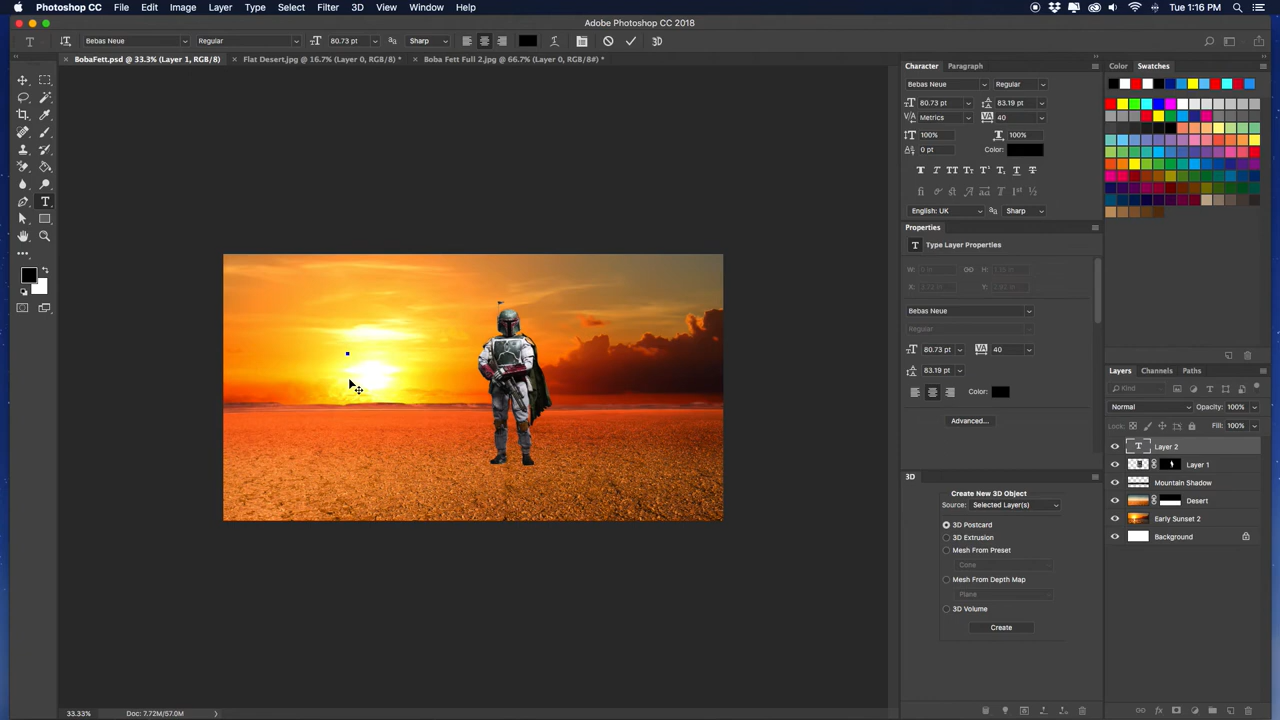 Photoshop CC File Edit Image Layer Type Select Filter 3D View Window Help Tu 1:16 PM
Adobe Photoshop CC 2018
Bebas Neue Regular 80.73 pt Sharp 3D
× BobaFett.psd @ 33.3% (Layer 1, RGB/8) × Flat Desert.jpg @ 16.7% (Layer 0, RGB/8) * × Boba Fett Full 2.jpg @ 66.7% (Layer 0, RGB/8#) *
Character Paragraph
Bebas Neue Regular
80.73 pt 83.19 pt
Metrics 40
100% 100%
0 pt Color:
English: UK Sharp
Properties
Type Layer Properties
Bebas Neue
Regular
80.73 pt 40
83.19 pt
Color:
Advanced...
3D
Create New 3D Object
Source: Selected Layer(s)
3D Postcard
3D Extrusion
Mesh From Preset
Cone
Mesh From Depth Map
Plane
3D Volume
Create
Color Swatches
Layers Channels Paths
Kind
Normal Opacity: 100%
Lock: Fill: 100%
Layer 2
Layer 1
Mountain Shadow
Desert
Early Sunset 2
Background
33.33% Doc: 7.72M/57.0M